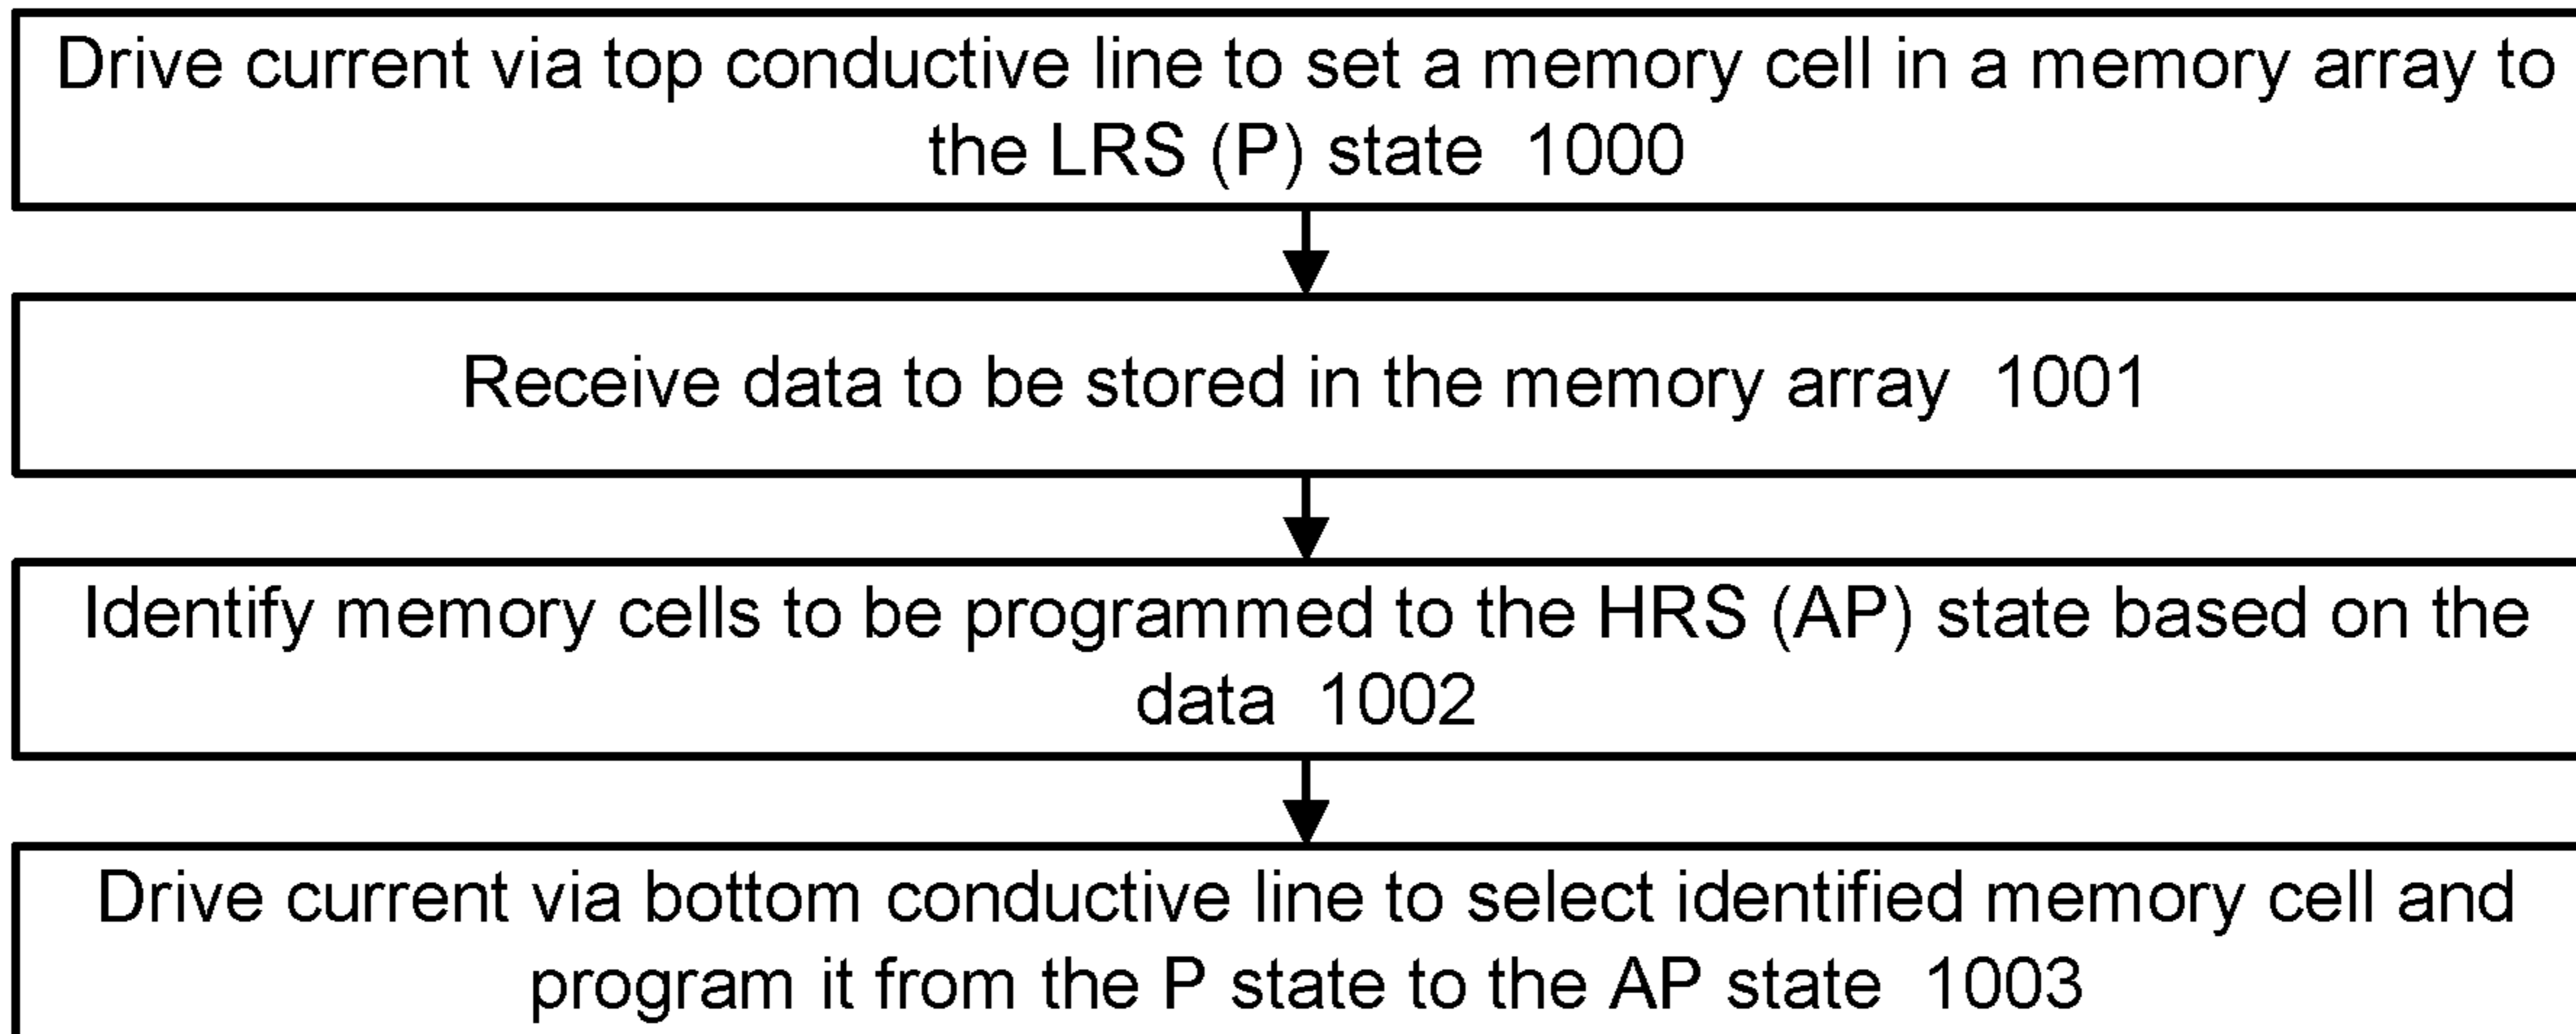 Drive current via top conductive line to set a memory cell in a memory array to
the LRS (P) state 1000
Receive data to be stored in the memory array 1001
Identify memory cells to be programmed to the HRS (AP) state based on the
data 1002
Drive current via bottom conductive line to select identified memory cell and
program it from the P state to the AP state 1003